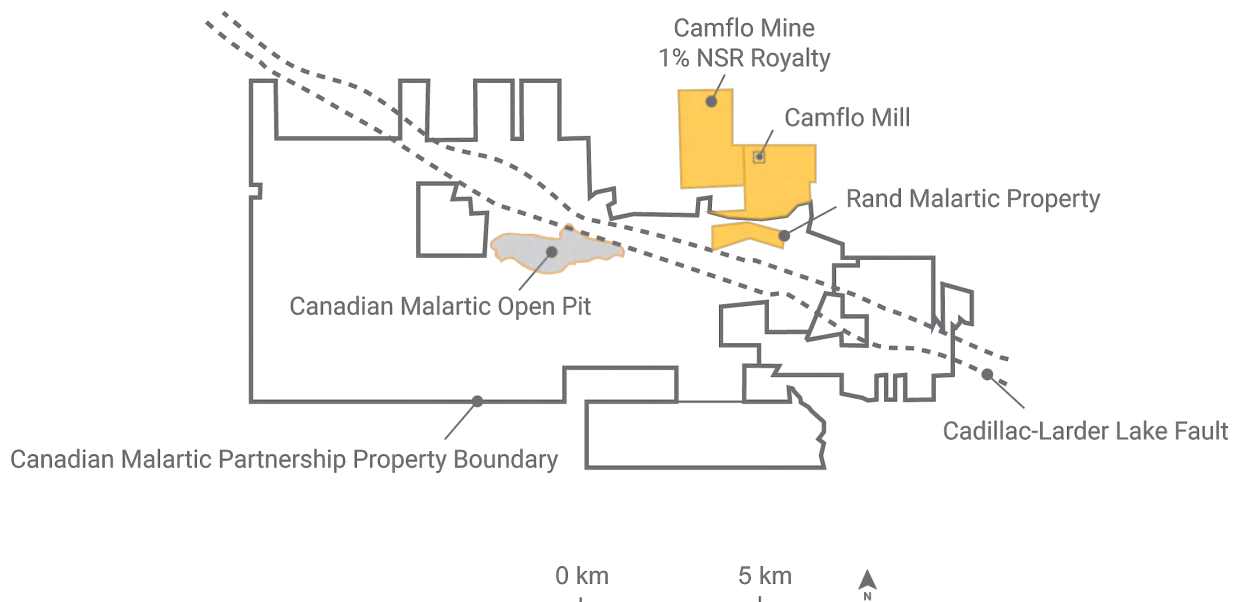 Camflo Mine
1% NSR Royalty
Camflo Mill
Rand Malartic Property
Canadian Malartic Open Pit
Cadillac-Larder Lake Fault
Canadian Malartic Partnership Property Boundary
0 km
5 km
N